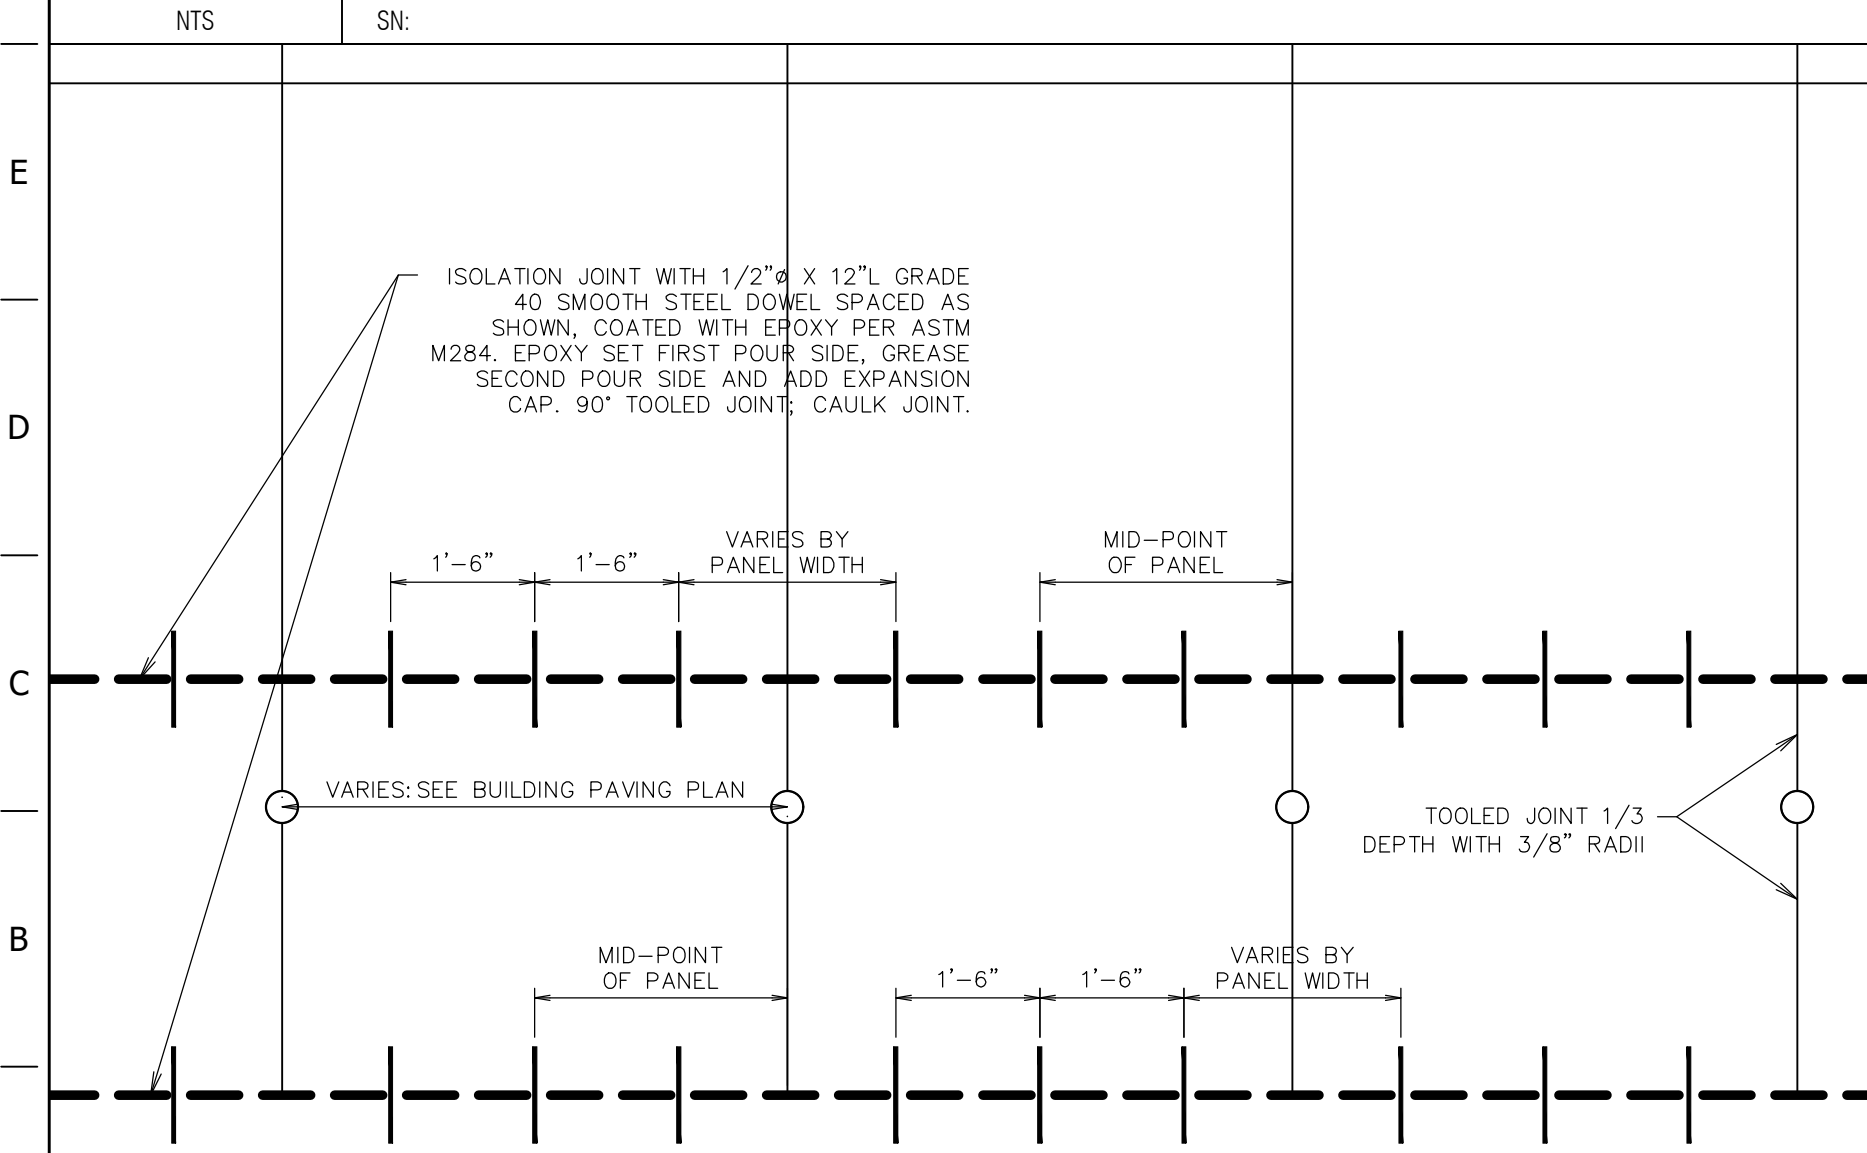 NTS
SN:
E
ISOLATION JOINT WITH 1/2"ø X 12"L GRADE
40 SMOOTH STEEL DOWEL SPACED AS
SHOWN, COATED WITH EPOXY PER ASTM
M284. EPOXY SET FIRST POUR SIDE, GREASE
SECOND POUR SIDE AND ADD EXPANSION
CAP. 90° TOOLED JOINT; CAULK JOINT.
D
1'-6"
1'-6"
VARIES BY
PANEL WIDTH
MID-POINT
OF PANEL
C
VARIES: SEE BUILDING PAVING PLAN
TOOLED JOINT 1/3
DEPTH WITH 3/8" RADII
B
MID-POINT
OF PANEL
1'-6"
1'-6"
VARIES BY
PANEL WIDTH